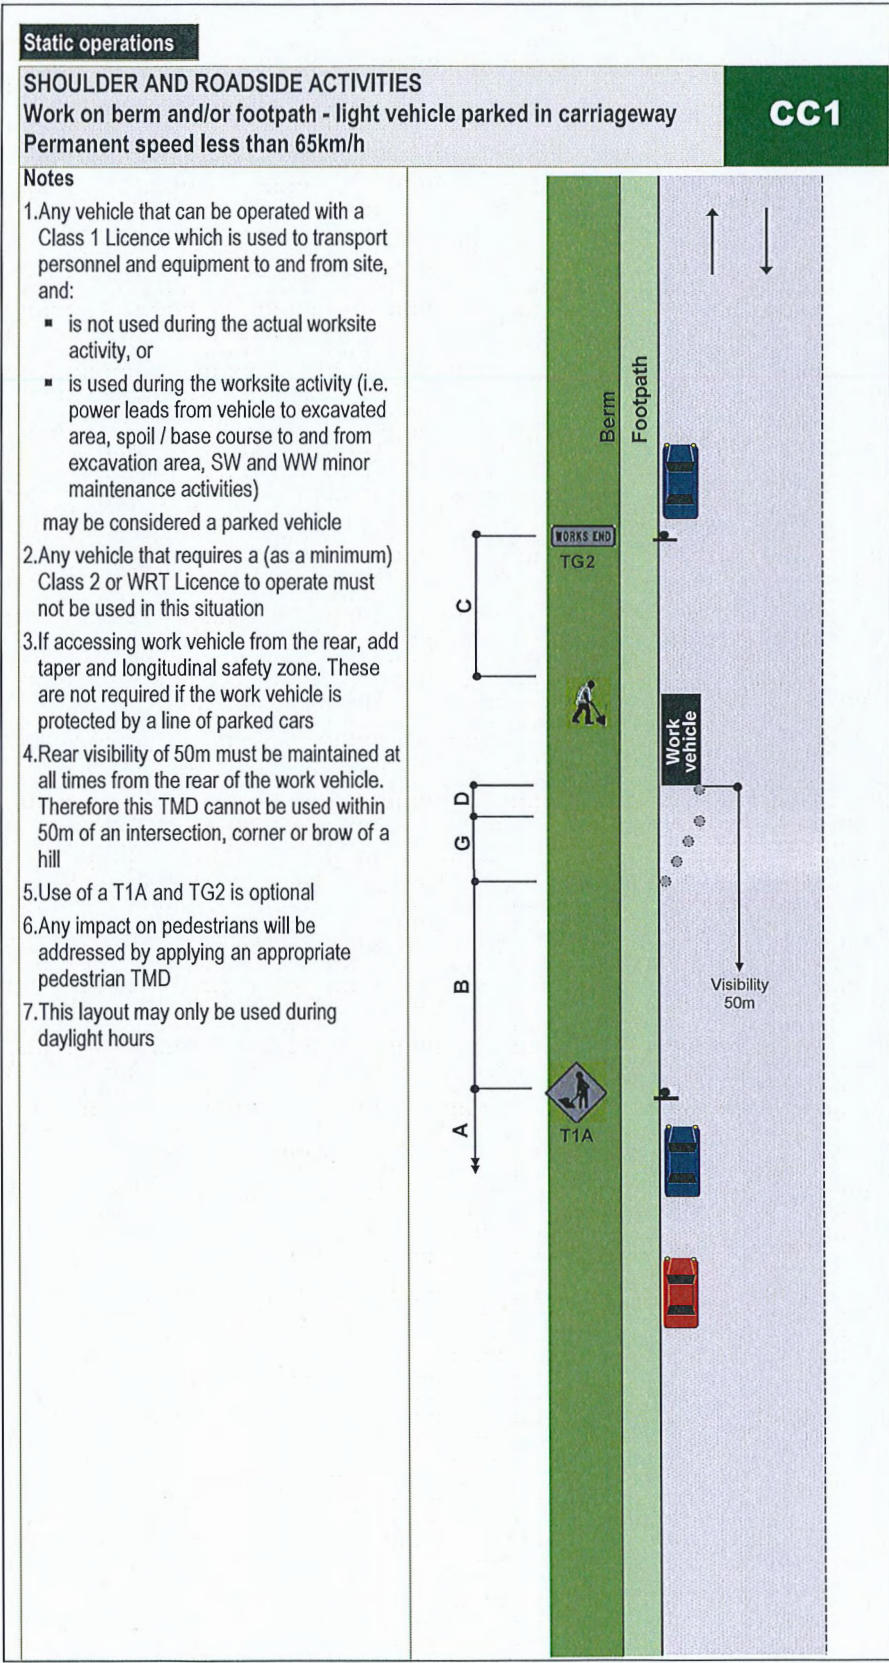 Static operations
SHOULDER AND ROADSIDE ACTIVITIES
Work on berm and/or footpath - light vehicle parked in carriageway
Permanent speed less than 65km/h
CC1
Notes
1.Any vehicle that can be operated with a
Class 1 Licence which is used to transport
personnel and equipment to and from site,
and:
▪ is not used during the actual worksite
activity, or
▪ is used during the worksite activity (i.e.
power leads from vehicle to excavated
area, spoil / base course to and from
excavation area, SW and WW minor
maintenance activities)
may be considered a parked vehicle
2.Any vehicle that requires a (as a minimum)
Class 2 or WRT Licence to operate must
not be used in this situation
3.If accessing work vehicle from the rear, add
taper and longitudinal safety zone. These
are not required if the work vehicle is
protected by a line of parked cars
4.Rear visibility of 50m must be maintained at
all times from the rear of the work vehicle.
Therefore this TMD cannot be used within
50m of an intersection, corner or brow of a
hill
5.Use of a T1A and TG2 is optional
6.Any impact on pedestrians will be
addressed by applying an appropriate
pedestrian TMD
7.This layout may only be used during
daylight hours
Berm
Footpath
WORKS END
TG2
C
Work
vehicle
D
G
B
Visibility
50m
A
T1A